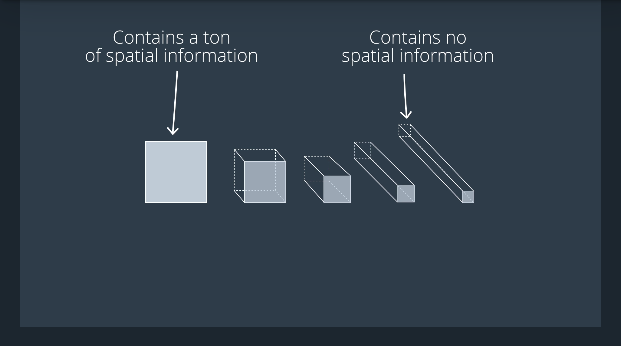 Contains a ton
of spatial information
Contains no
spatial information